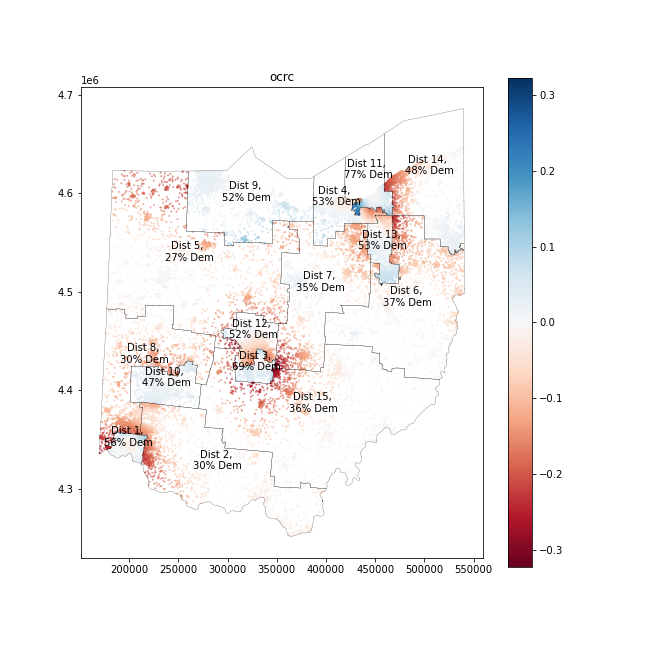 ocrc
1e6
4.7
4.6
4.5
4.4
4.3
200000
250000
300000
350000
400000
450000
500000
550000
0.3
0.2
0.1
0.0
−0.1
−0.2
−0.3
Dist 11,
77% Dem
Dist 14,
48% Dem
Dist 9,
52% Dem
Dist 4,
53% Dem
Dist 13,
53% Dem
Dist 5,
27% Dem
Dist 7,
35% Dem
Dist 6,
37% Dem
Dist 12,
52% Dem
Dist 8,
30% Dem
Dist 3,
69% Dem
Dist 10,
47% Dem
Dist 15,
36% Dem
Dist 1,
56% Dem
Dist 2,
30% Dem